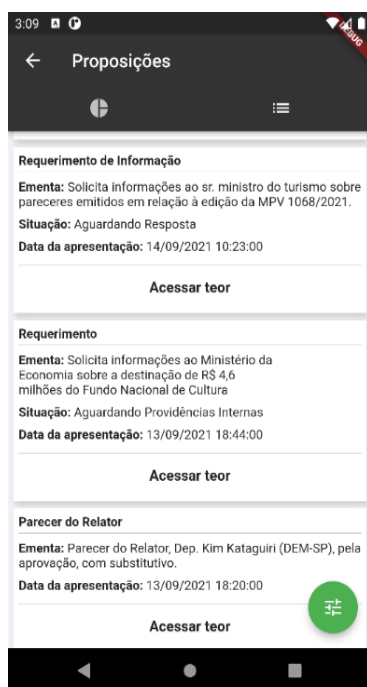 3:09
DEBUG
Proposições
Requerimento de Informação
Ementa: Solicita informações ao sr. ministro do turismo sobre
pareceres emitidos em relação à edição da MPV 1068/2021.
Situação: Aguardando Resposta
Data da apresentação: 14/09/2021 10:23:00
Acessar teor
Requerimento
Ementa: Solicita informações ao Ministério da
Economia sobre a destinação de R$ 4,6
milhões do Fundo Nacional de Cultura
Situação: Aguardando Providências Internas
Data da apresentação: 13/09/2021 18:44:00
Acessar teor
Parecer do Relator
Ementa: Parecer do Relator, Dep. Kim Kataguiri (DEM-SP), pela
aprovação, com substitutivo.
Data da apresentação: 13/09/2021 18:20:00
Acessar teor